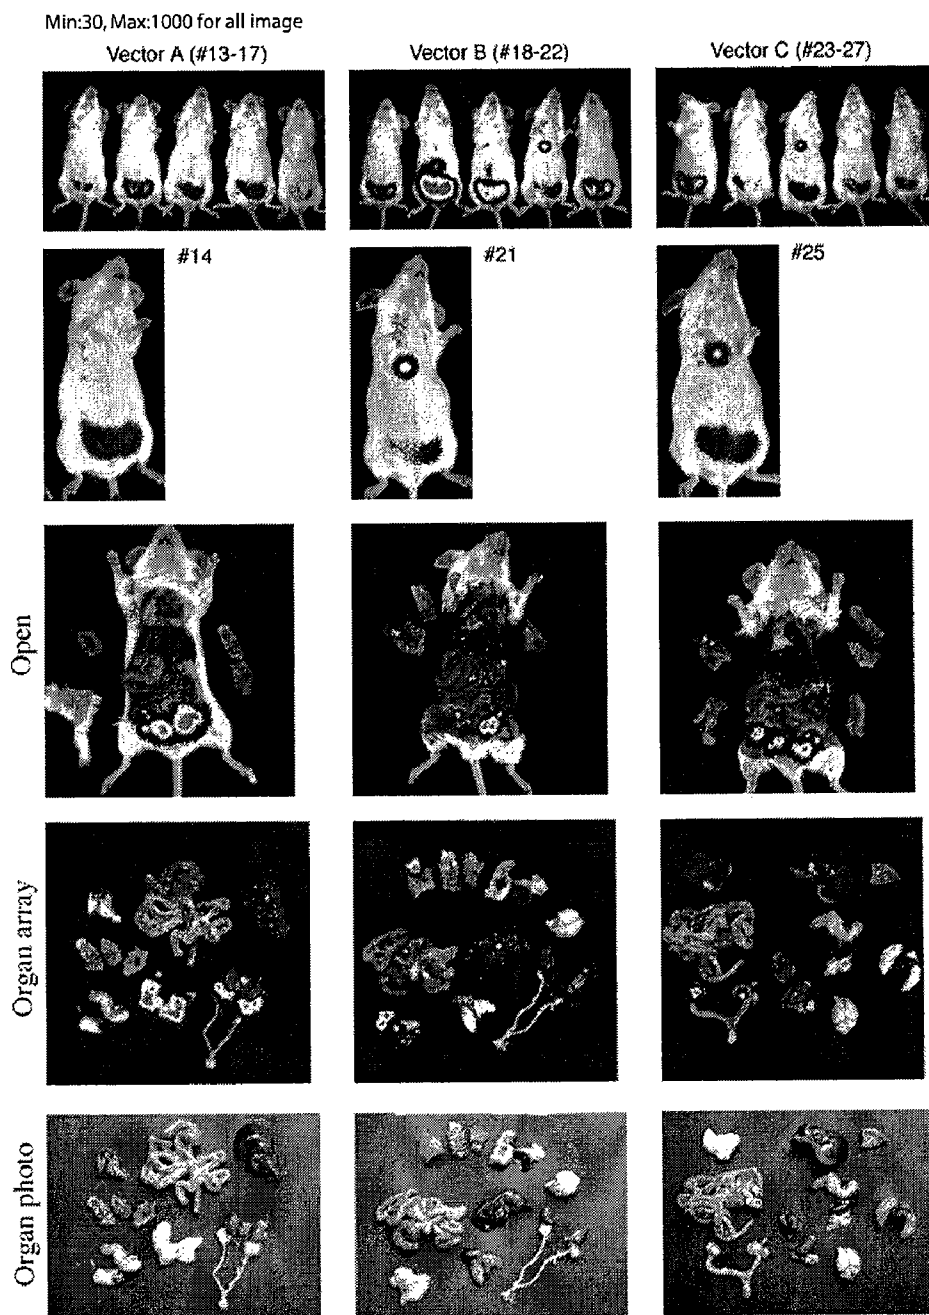 Min:30, Max:1000 for all image
Vector A (#13-17)
Vector B (#18-22)
Vector C (#23-27)
#14
#21
#25
Open
Organ array
Organ photo